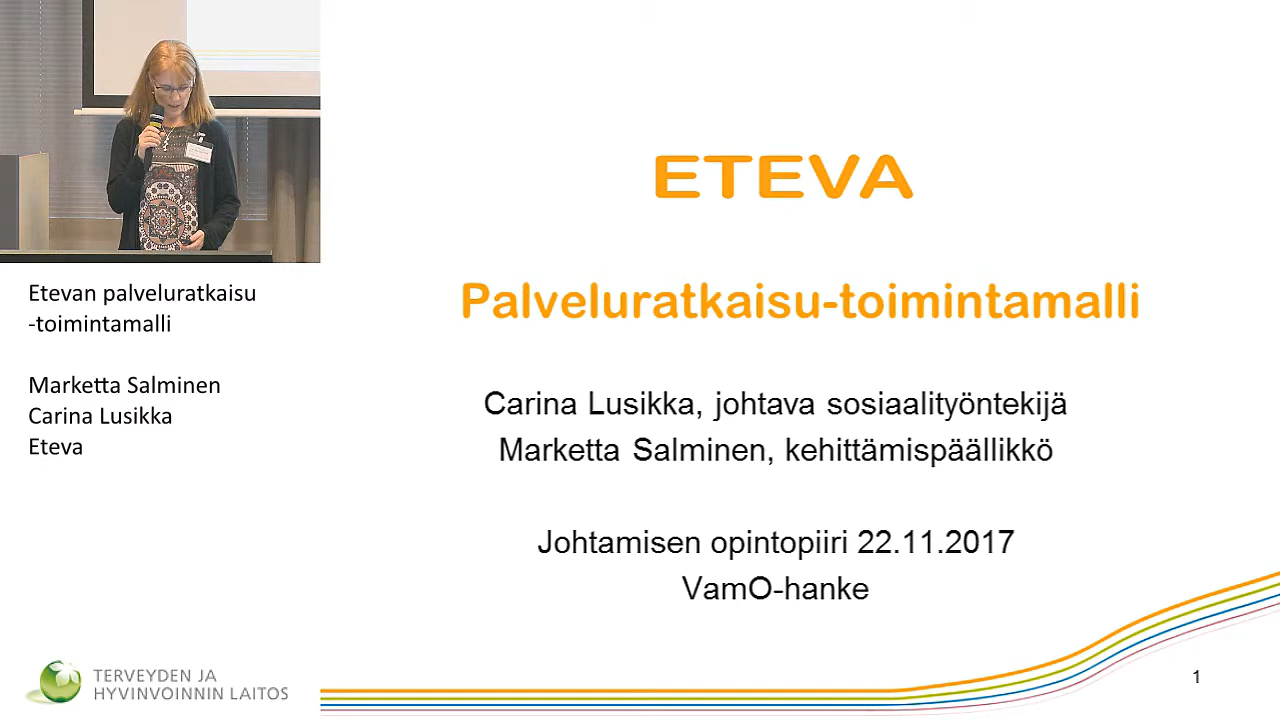 Etevan palveluratkaisu
-toimintamalli
Marketta Salminen
Carina Lusikka
Eteva
TERVEYDEN JA
HYVINVOINNIN LAITOS
ETEVA
Palveluratkaisu-toimintamalli
Carina Lusikka, johtava sosiaalityöntekijä
Marketta Salminen, kehittämispäällikkö
Johtamisen opintopiiri 22.11.2017
VamO-hanke
1